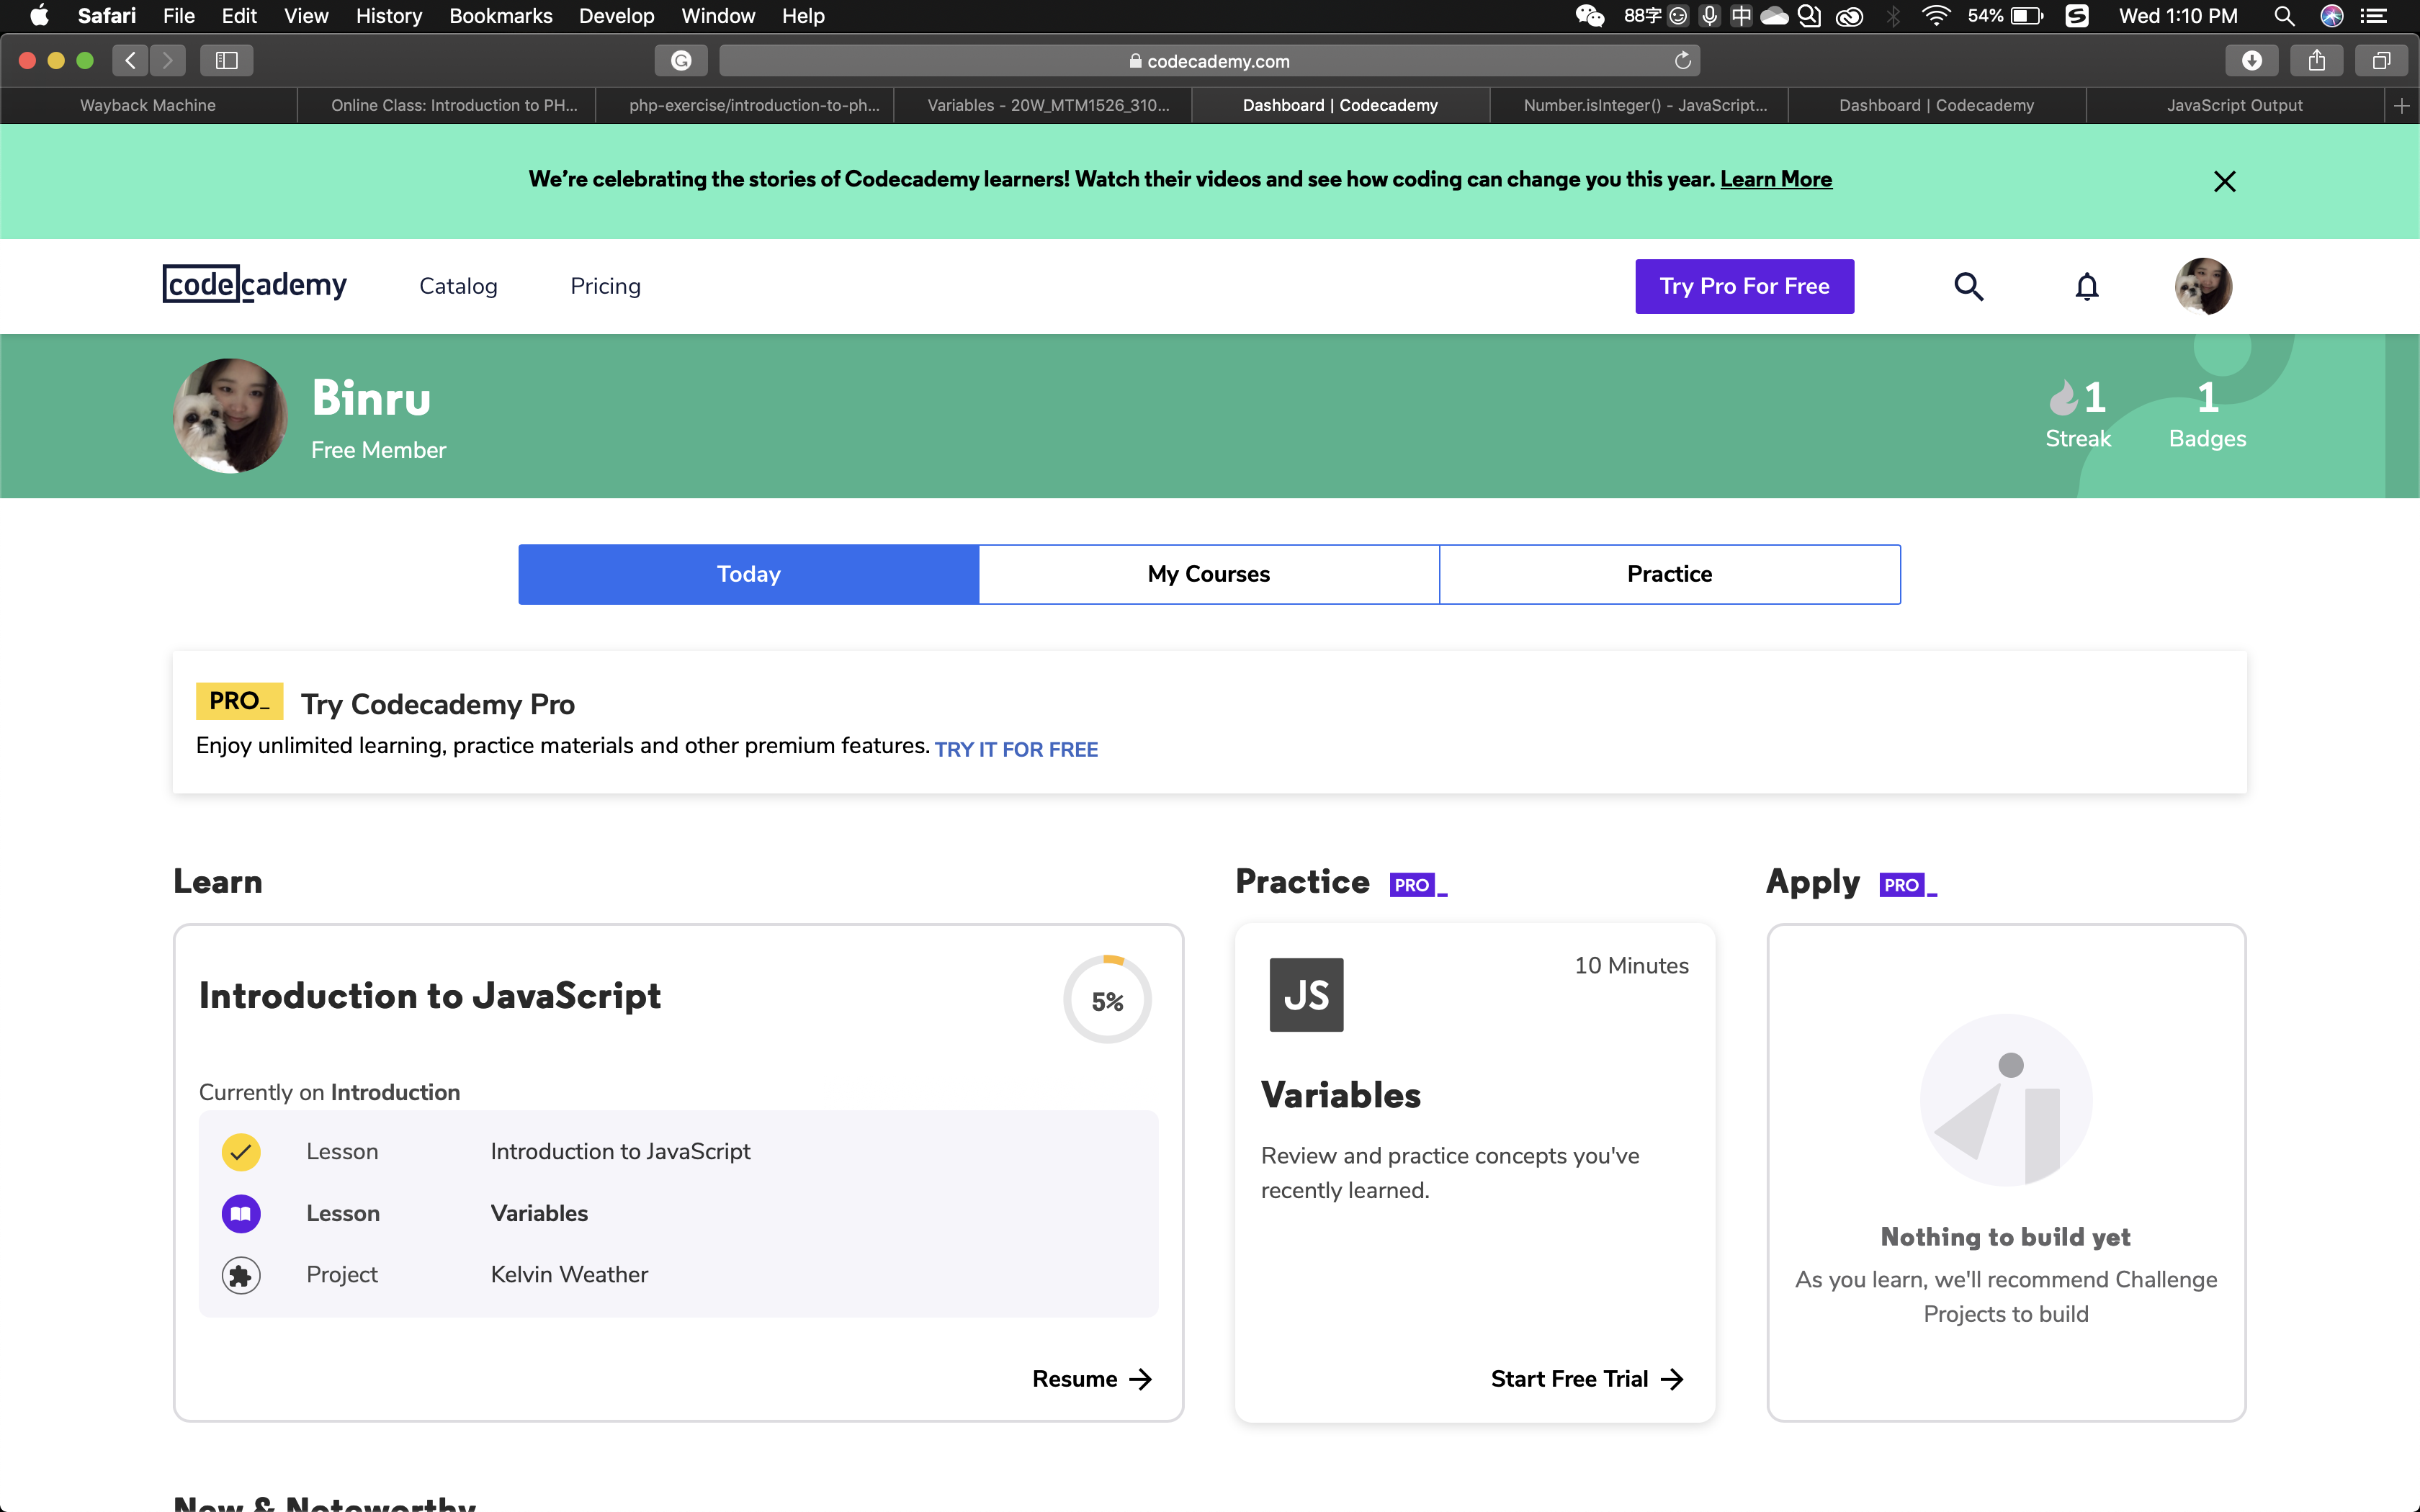 Safari File Edit View History Bookmarks Develop Window Help 88字 中 54% Wed 1:10 PM
codecademy.com
Wayback Machine
Online Class: Introduction to PH...
php-exercise/introduction-to-ph...
Variables - 20W_MTM1526_310...
Dashboard | Codecademy
Number.isInteger() - JavaScript...
Dashboard | Codecademy
JavaScript Output
We're celebrating the stories of Codecademy learners! Watch their videos and see how coding can change you this year. Learn More
codecademy Catalog Pricing Try Pro For Free
Binru
Free Member
1
Streak
1
Badges
Today My Courses Practice
PRO_ Try Codecademy Pro
Enjoy unlimited learning, practice materials and other premium features. TRY IT FOR FREE
Learn
Introduction to JavaScript
5%
Currently on Introduction
Lesson Introduction to JavaScript
Lesson Variables
Project Kelvin Weather
Resume
Practice PRO_
JS
10 Minutes
Variables
Review and practice concepts you've
recently learned.
Start Free Trial
Apply PRO_
Nothing to build yet
As you learn, we'll recommend Challenge
Projects to build
New & Noteworthy